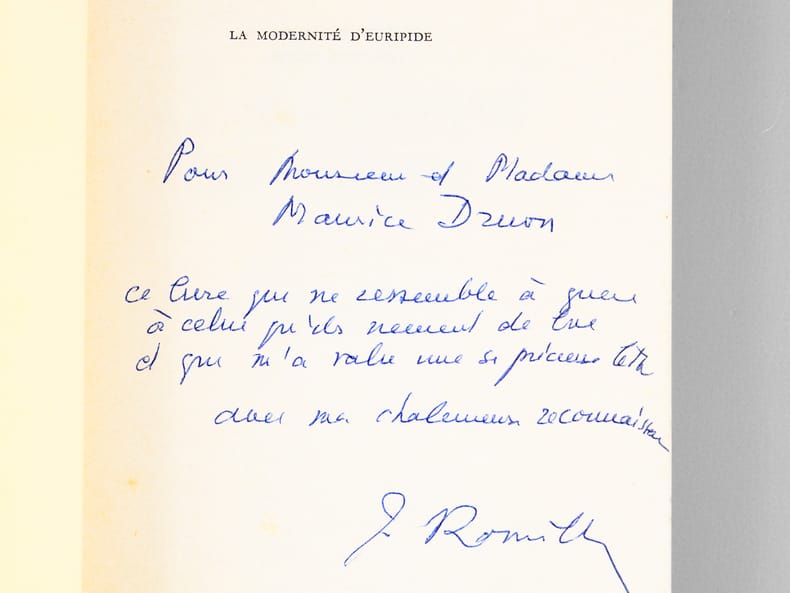 LA MODERNITÉ D'EURIPIDE
Pour Monsieur et Madame
Maurice Druon
ce livre qui ne ressemble à guère
à celui qu'ils viennent de lire
et qui m'a valu une si précieuse lettre
avec ma chaleureuse reconnaissance
J. Romilly